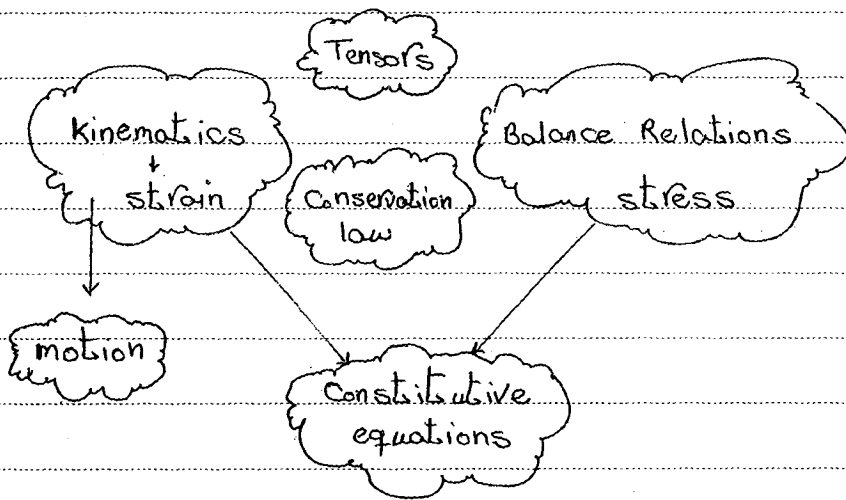 Tensors
Kinematics
+
strain
Balance Relations
stress
Conservation
law
motion
Constitutive
equations